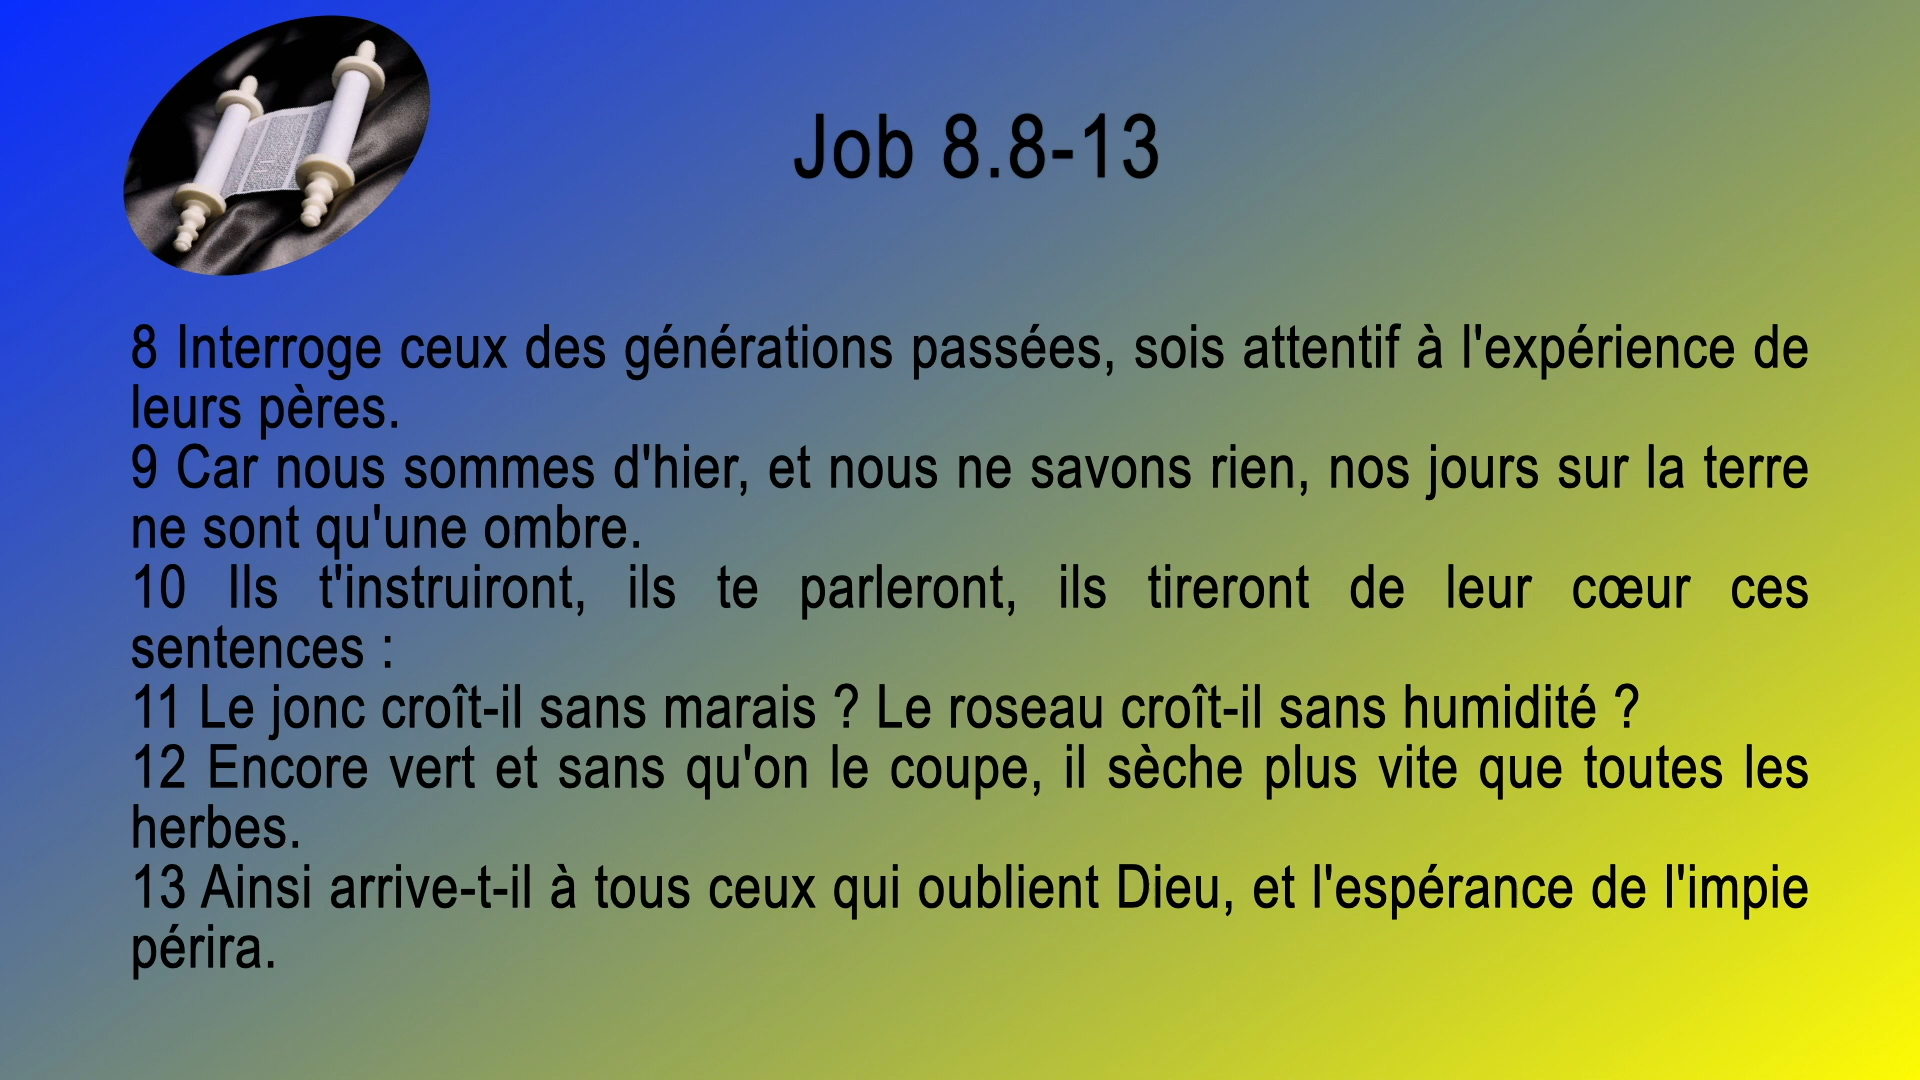 Job 8.8-13
8 Interroge ceux des générations passées, sois attentif à l'expérience de
leurs pères.
9 Car nous sommes d'hier, et nous ne savons rien, nos jours sur la terre
ne sont qu'une ombre.
10 Ils t'instruiront, ils te parleront, ils tireront de leur cœur ces
sentences :
11 Le jonc croît-il sans marais ? Le roseau croît-il sans humidité ?
12 Encore vert et sans qu'on le coupe, il sèche plus vite que toutes les
herbes.
13 Ainsi arrive-t-il à tous ceux qui oublient Dieu, et l'espérance de l'impie
périra.